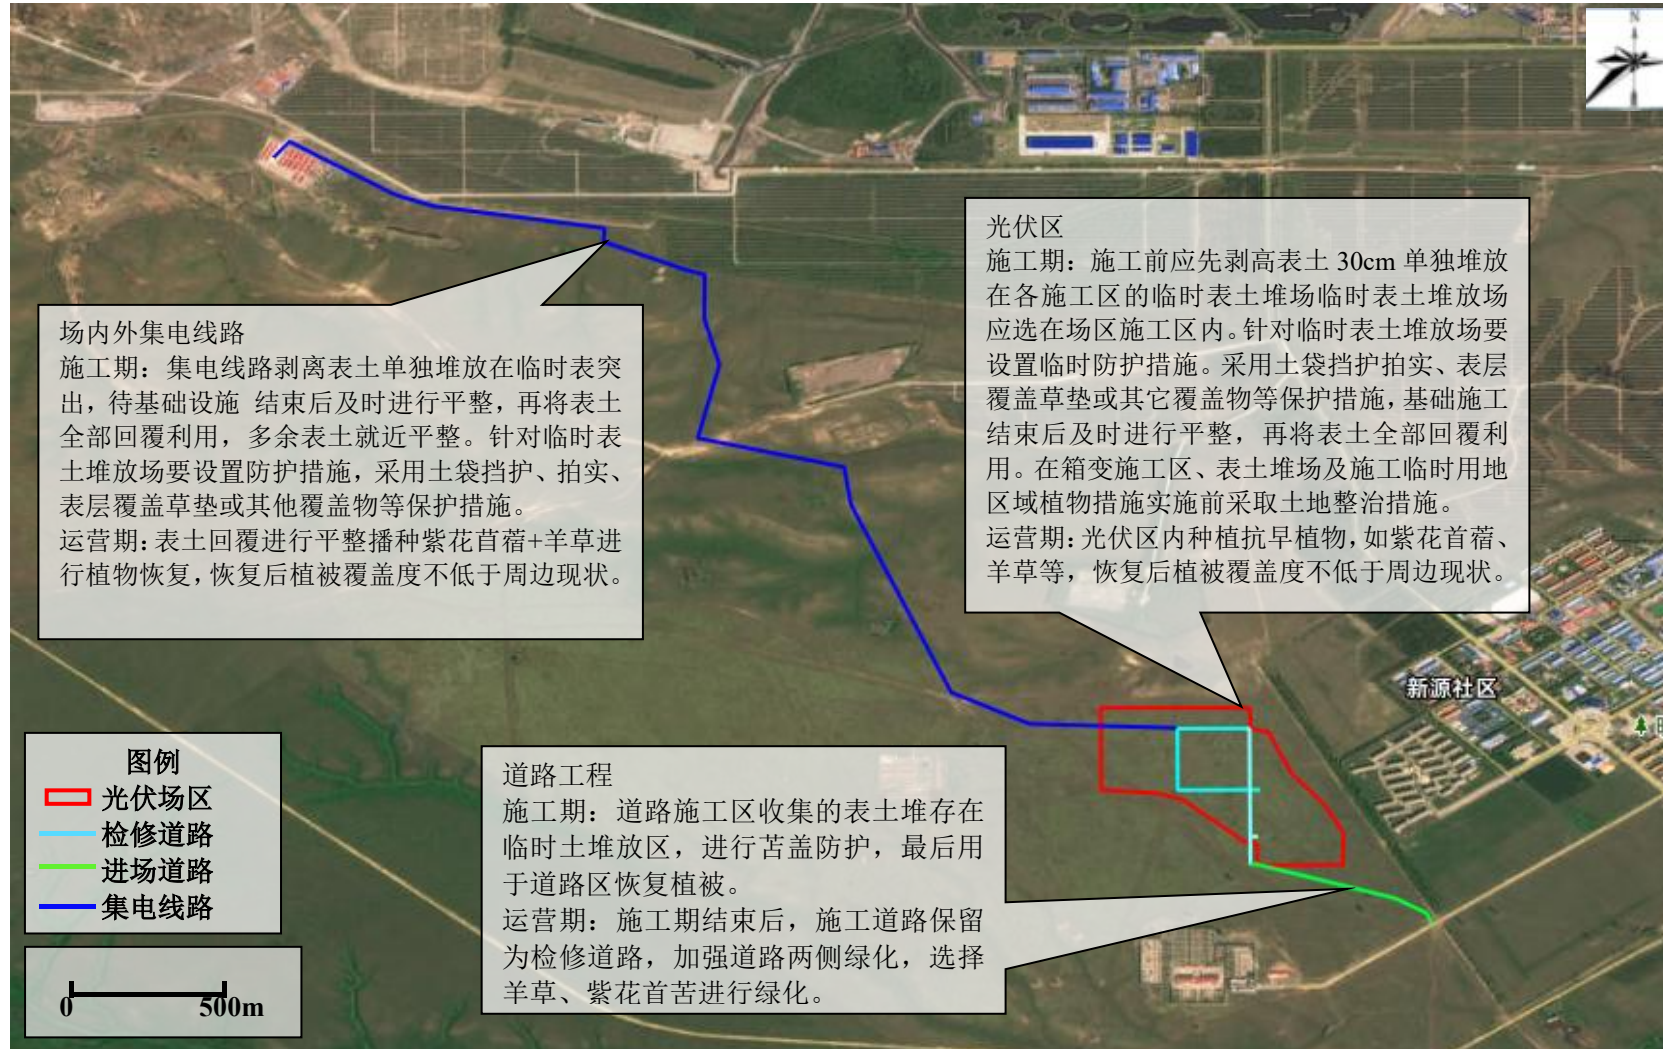 N
光伏区
施工期：施工前应先剥高表土 30cm 单独堆放
在各施工区的临时表土堆场临时表土堆放场
应选在场区施工区内。针对临时表土堆放场要
设置临时防护措施。采用土袋挡护拍实、表层
覆盖草垫或其它覆盖物等保护措施，基础施工
结束后及时进行平整，再将表土全部回覆利
用。在箱变施工区、表土堆场及施工临时用地
区域植物措施实施前采取土地整治措施。
运营期：光伏区内种植抗旱植物，如紫花首蓿、
羊草等，恢复后植被覆盖度不低于周边现状。
场内外集电线路
施工期：集电线路剥离表土单独堆放在临时表突
出，待基础设施 结束后及时进行平整，再将表土
全部回覆利用，多余表土就近平整。针对临时表
土堆放场要设置防护措施，采用土袋挡护、拍实、
表层覆盖草垫或其他覆盖物等保护措施。
运营期：表土回覆进行平整播种紫花苜蓿+羊草进
行植物恢复，恢复后植被覆盖度不低于周边现状。
新源社区
道路工程
施工期：道路施工区收集的表土堆存在
临时土堆放区，进行苫盖防护，最后用
于道路区恢复植被。
运营期：施工期结束后，施工道路保留
为检修道路，加强道路两侧绿化，选择
羊草、紫花首苦进行绿化。
图例
光伏场区
检修道路
进场道路
集电线路
0 500m